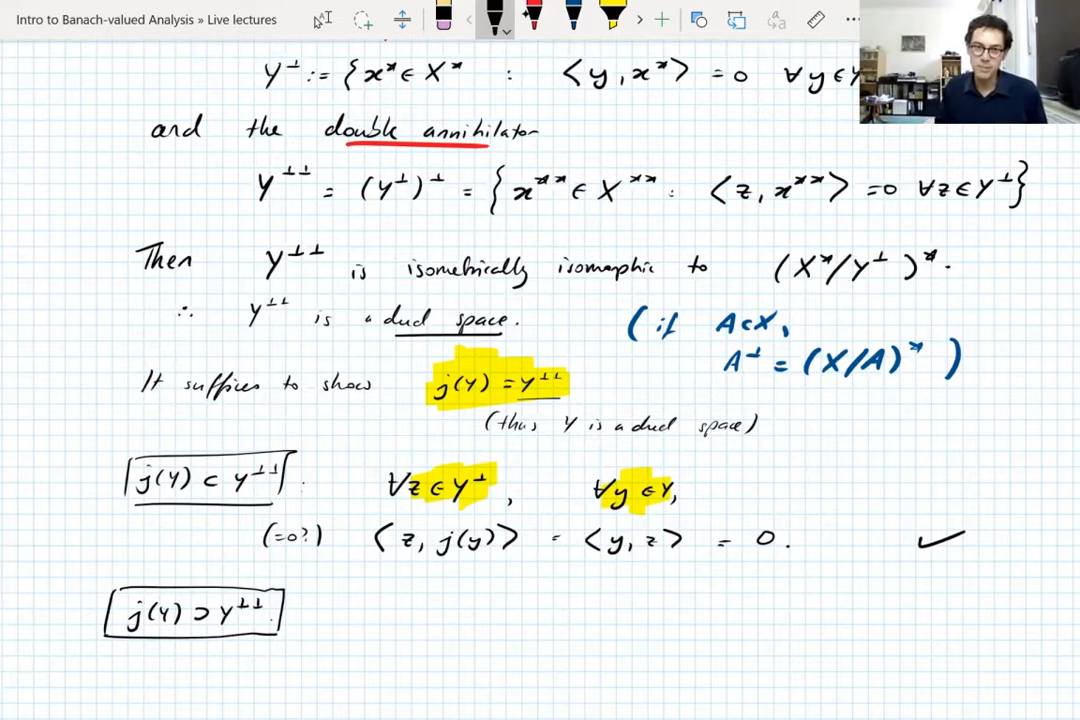 Intro to Banach-valued Analysis » Live lectures
Y⊥ := {x* ∈ X* : <y, x*> = 0 ∀y ∈ Y
and the double annihilator
Y⊥⊥ = (Y⊥)⊥ = {x** ∈ X** : <z, x**> = 0 ∀z ∈ Y⊥}
Then Y⊥⊥ is isometrically isomorphic to (X*/Y⊥)*.
∴ Y⊥⊥ is a dual space. (if A⊂X,
A⊥ = (X/A)*)
It suffices to show j(Y) = Y⊥⊥
(thus Y is a dual space)
j(Y) ⊂ Y⊥⊥. ∀z ∈ Y⊥, ∀y ∈ Y,
(=0?) <z, j(y)> = <y, z> = 0. ✓
j(Y) ⊃ Y⊥⊥.